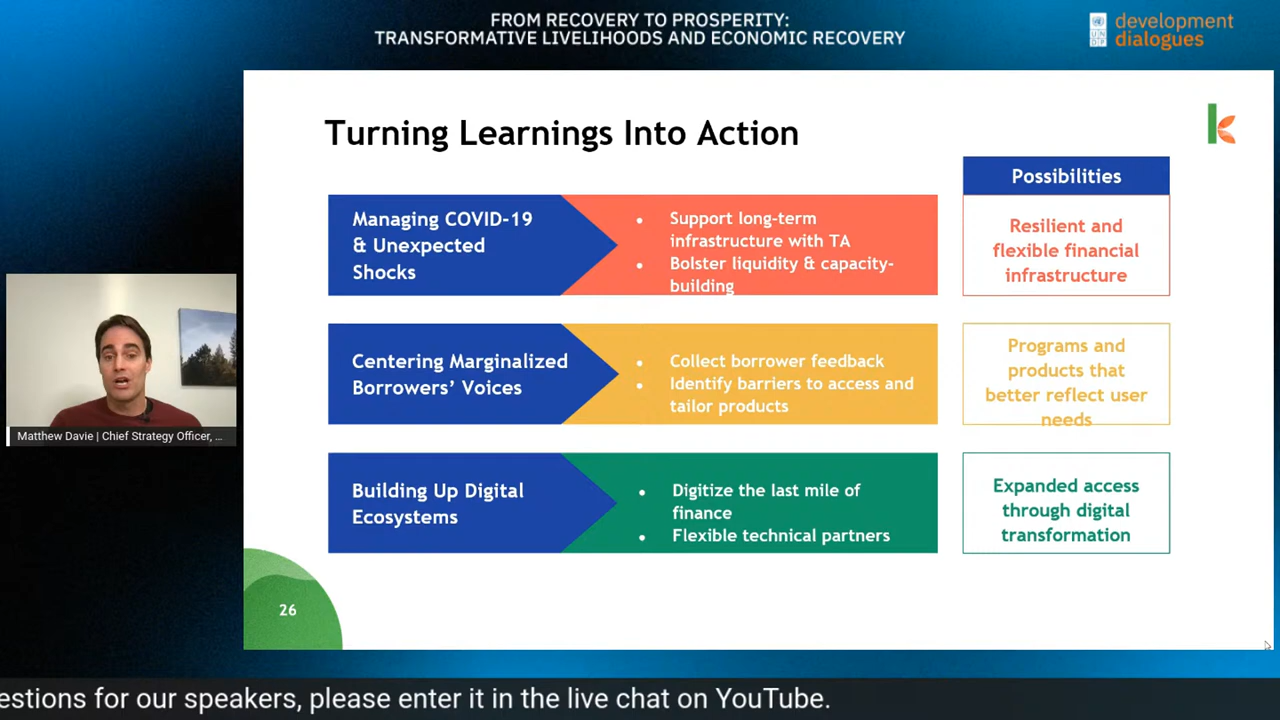 FROM RECOVERY TO PROSPERITY:
TRANSFORMATIVE LIVELIHOODS AND ECONOMIC RECOVERY
U N
D P
development
dialogues
Turning Learnings Into Action
k
Possibilities
Managing COVID-19
& Unexpected
Shocks
• Support long-term
infrastructure with TA
• Bolster liquidity & capacity-
building
Resilient and
flexible financial
infrastructure
Centering Marginalized
Borrowers’ Voices
• Collect borrower feedback
• Identify barriers to access and
tailor products
Programs and
products that
better reflect user
needs
Building Up Digital
Ecosystems
• Digitize the last mile of
finance
• Flexible technical partners
Expanded access
through digital
transformation
26
Matthew Davie | Chief Strategy Officer, ...
estions for our speakers, please enter it in the live chat on YouTube.